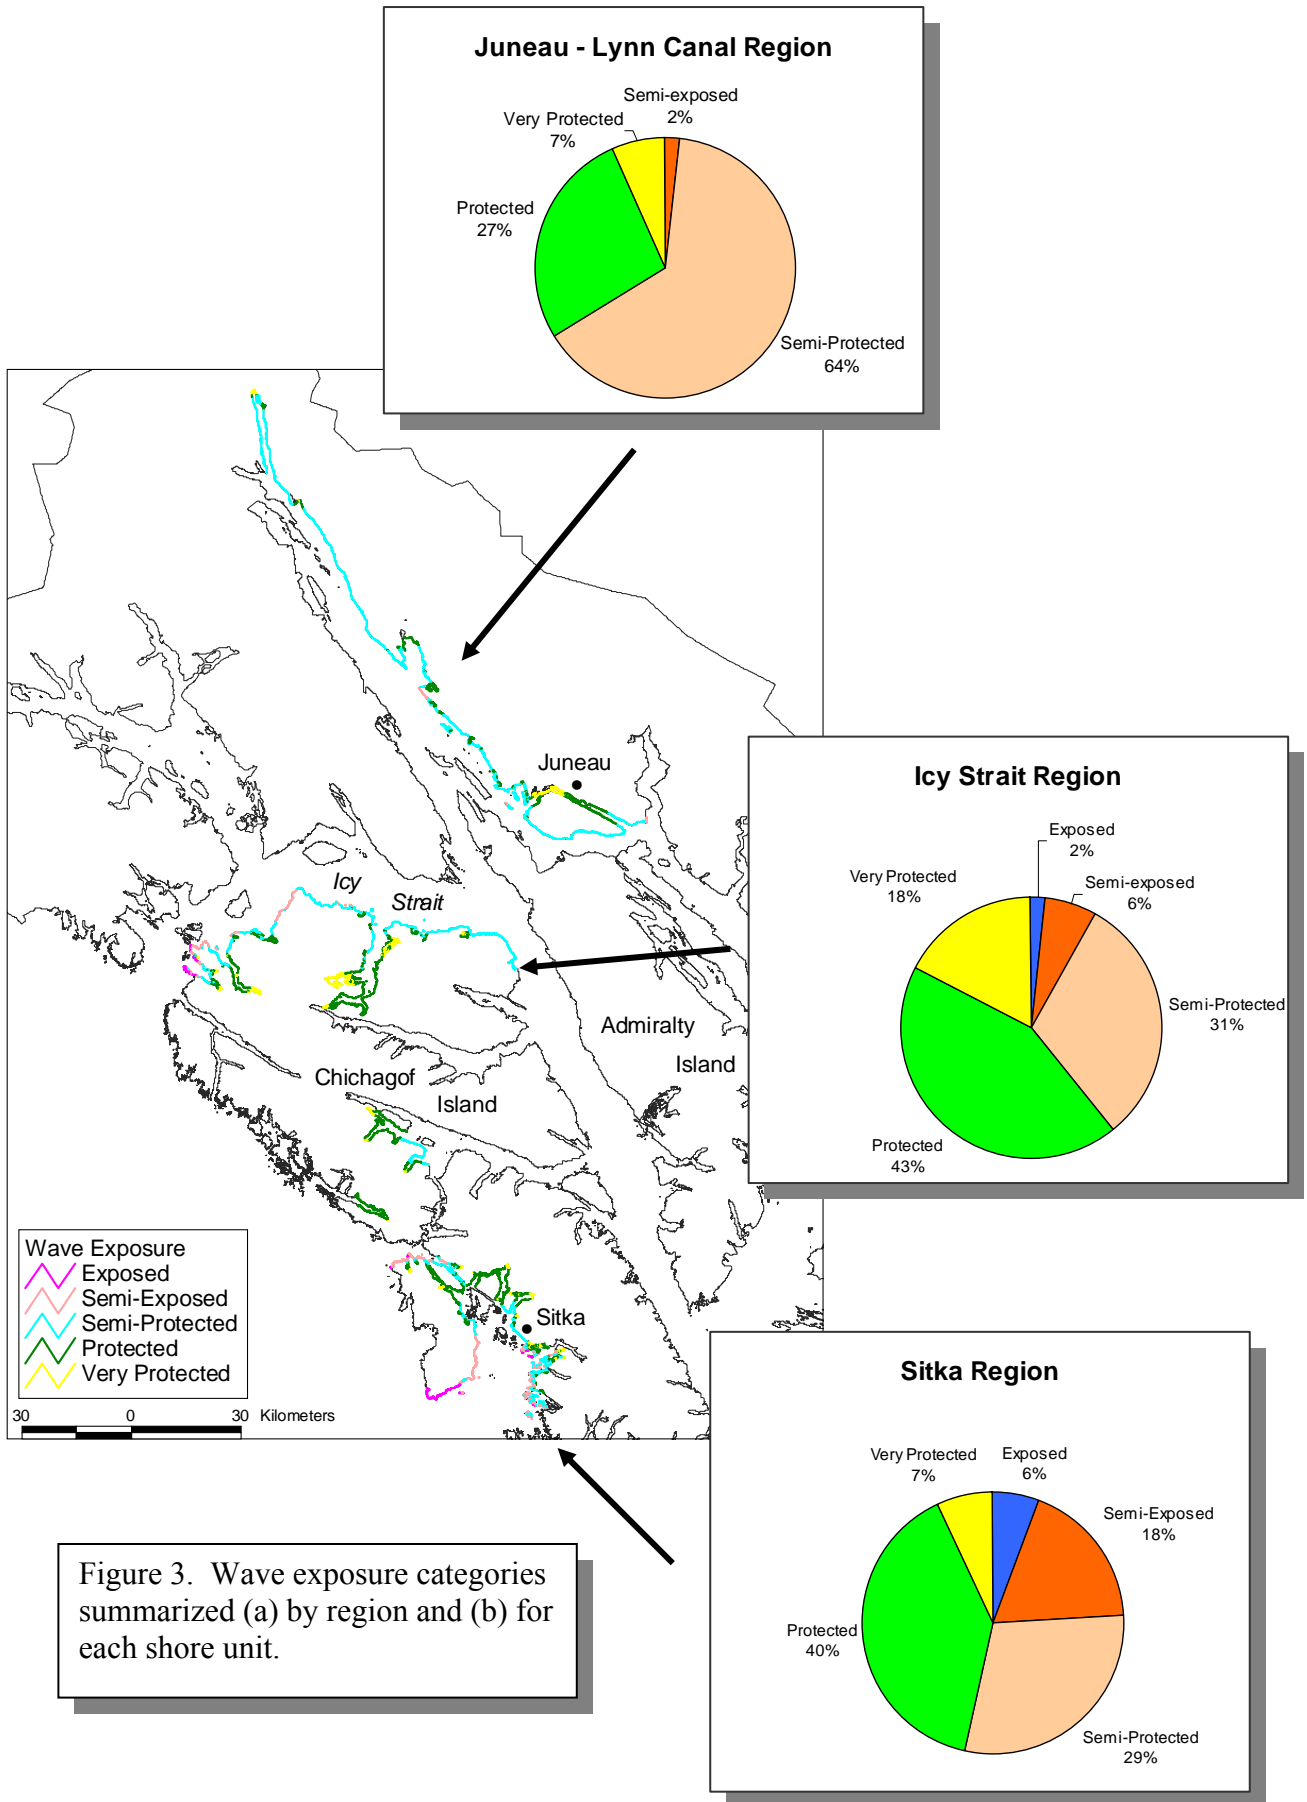 Juneau - Lynn Canal Region
Semi-exposed
2%
Very Protected
7%
Protected
27%
Semi-Protected
64%
Juneau
Icy Strait Region
Exposed
2%
Semi-exposed
6%
Very Protected
18%
Semi-Protected
31%
Protected
43%
Icy
Strait
Admiralty
Island
Chichagof
Island
Wave Exposure
Exposed
Semi-Exposed
Semi-Protected
Protected
Very Protected
30 0 30 Kilometers
Sitka
Sitka Region
Very Protected
7%
Exposed
6%
Semi-Exposed
18%
Protected
40%
Semi-Protected
29%
Figure 3. Wave exposure categories
summarized (a) by region and (b) for
each shore unit.